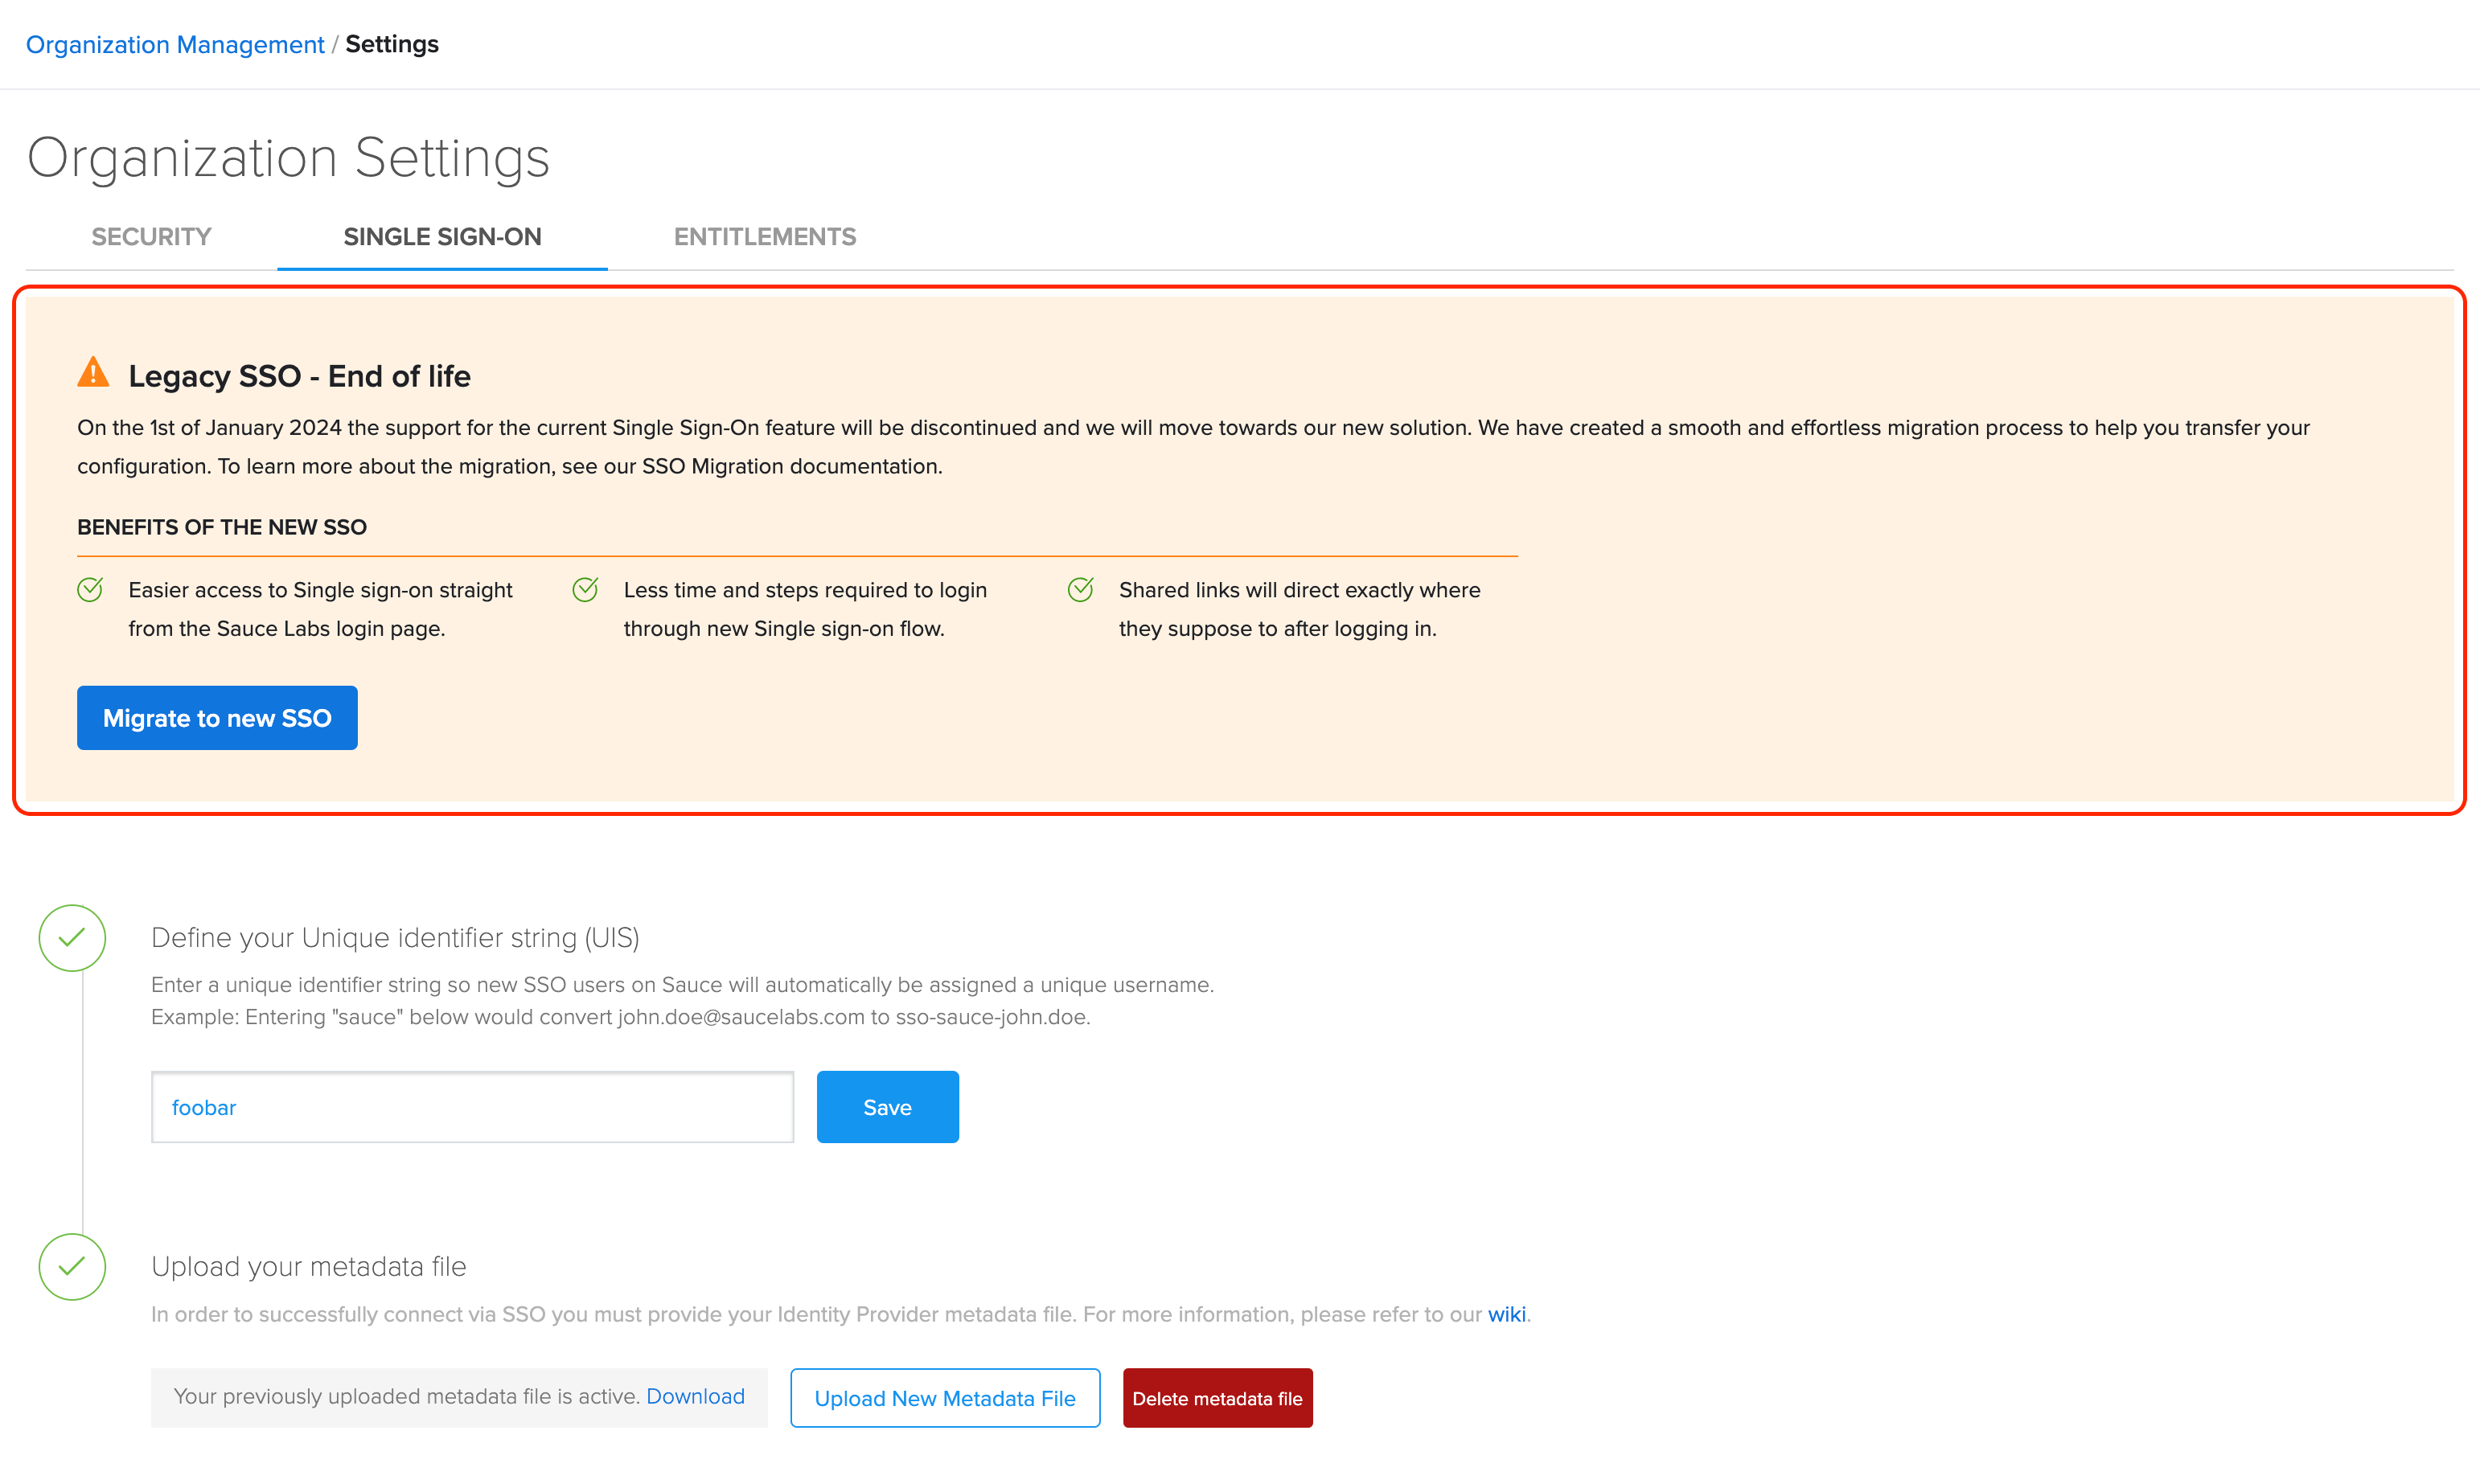 Organization Management / Settings
Organization Settings
SECURITY
SINGLE SIGN-ON
ENTITLEMENTS
Legacy SSO - End of life
On the 1st of January 2024 the support for the current Single Sign-On feature will be discontinued and we will move towards our new solution. We have created a smooth and effortless migration process to help you transfer your
configuration. To learn more about the migration, see our SSO Migration documentation.
BENEFITS OF THE NEW SSO
Easier access to Single sign-on straight
from the Sauce Labs login page.
Less time and steps required to login
through new Single sign-on flow.
Shared links will direct exactly where
they suppose to after logging in.
Migrate to new SSO
Define your Unique identifier string (UIS)
Enter a unique identifier string so new SSO users on Sauce will automatically be assigned a unique username.
Example: Entering "sauce" below would convert john.doe@saucelabs.com to sso-sauce-john.doe.
foobar
Save
Upload your metadata file
In order to successfully connect via SSO you must provide your Identity Provider metadata file. For more information, please refer to our wiki.
Your previously uploaded metadata file is active. Download
Upload New Metadata File
Delete metadata file